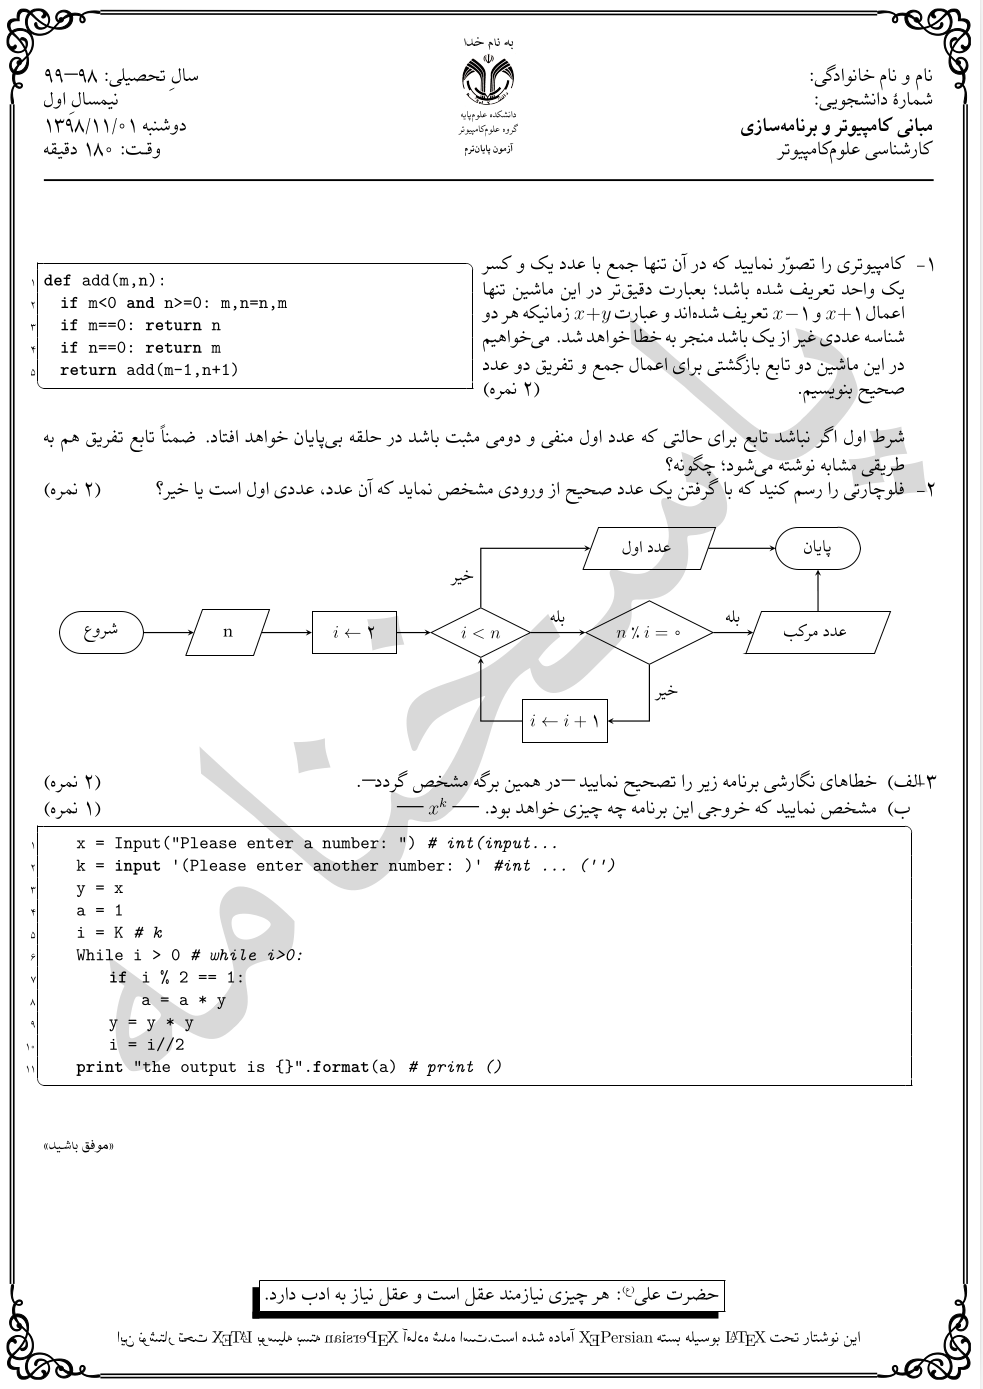 به نام خدا
نام و نام خانوادگی:
شمارهٔ دانشجویی:
مبانی کامپیوتر و برنامه‌سازی
کارشناسی علوم‌کامپیوتر
دانشکده علوم‌پایه
گروه علوم‌کامپیوتر
آزمون پایان‌ترم
سالِ تحصیلی: ۹۸−۹۹
نیمسالِ اول
دوشنبه ۱۳۹۸/۱۱/۰۱
وقت: ۱۸۰ دقیقه
۱- کامپیوتری را تصوّر نمایید که در آن تنها جمع با عدد یک و کسر
یک واحد تعریف شده باشد؛ بعبارت دقیق‌تر در این ماشین تنها
اعمال x+۱ و x−۱ تعریف شده‌اند و عبارت x+y زمانیکه هر دو
شناسه عددی غیر از یک باشد منجر به خطا خواهد شد. می‌خواهیم
در این ماشین دو تابع بازگشتی برای اعمال جمع و تفریق دو عدد
صحیح بنویسیم. (۲ نمره)
۱ def add(m,n):
۲ if m<0 and n>=0: m,n=n,m
۳ if m==0: return n
۴ if n==0: return m
۵ return add(m-1,n+1)
شرط اول اگر نباشد تابع برای حالتی که عدد اول منفی و دومی مثبت باشد در حلقه بی‌پایان خواهد افتاد. ضمناً تابع تفریق هم به
طریقی مشابه نوشته می‌شود؛ چگونه؟
۲- فلوچارتی را رسم کنید که با گرفتن یک عدد صحیح از ورودی مشخص نماید که آن عدد، عددی اول است یا خیر؟ (۲ نمره)
عدد اول
پایان
خیر
شروع
n
i ← ۲
i < n
بله
n ٪ i = ۰
بله
عدد مرکب
خیر
i ← i + ۱
۳-الف) خطاهای نگارشی برنامه زیر را تصحیح نمایید —در همین برگه مشخص گردد—. (۲ نمره)
ب) مشخص نمایید که خروجی این برنامه چه چیزی خواهد بود. — x^k — (۱ نمره)
۱ x = Input("Please enter a number: ") # int(input...
۲ k = input '(Please enter another number: )' #int ... ('')
۳ y = x
۴ a = 1
۵ i = K # k
۶ While i > 0 # while i>0:
۷ if i % 2 == 1:
۸ a = a * y
۹ y = y * y
۱۰ i = i//2
۱۱ print "the output is {}".format(a) # print ()
«موفق باشید»
پاسخنامه
حضرت علی(ع): هر چیزی نیازمند عقل است و عقل نیاز به ادب دارد.
این نوشتار تحت LATEX بوسیله بسته XEPersian آماده شده است.